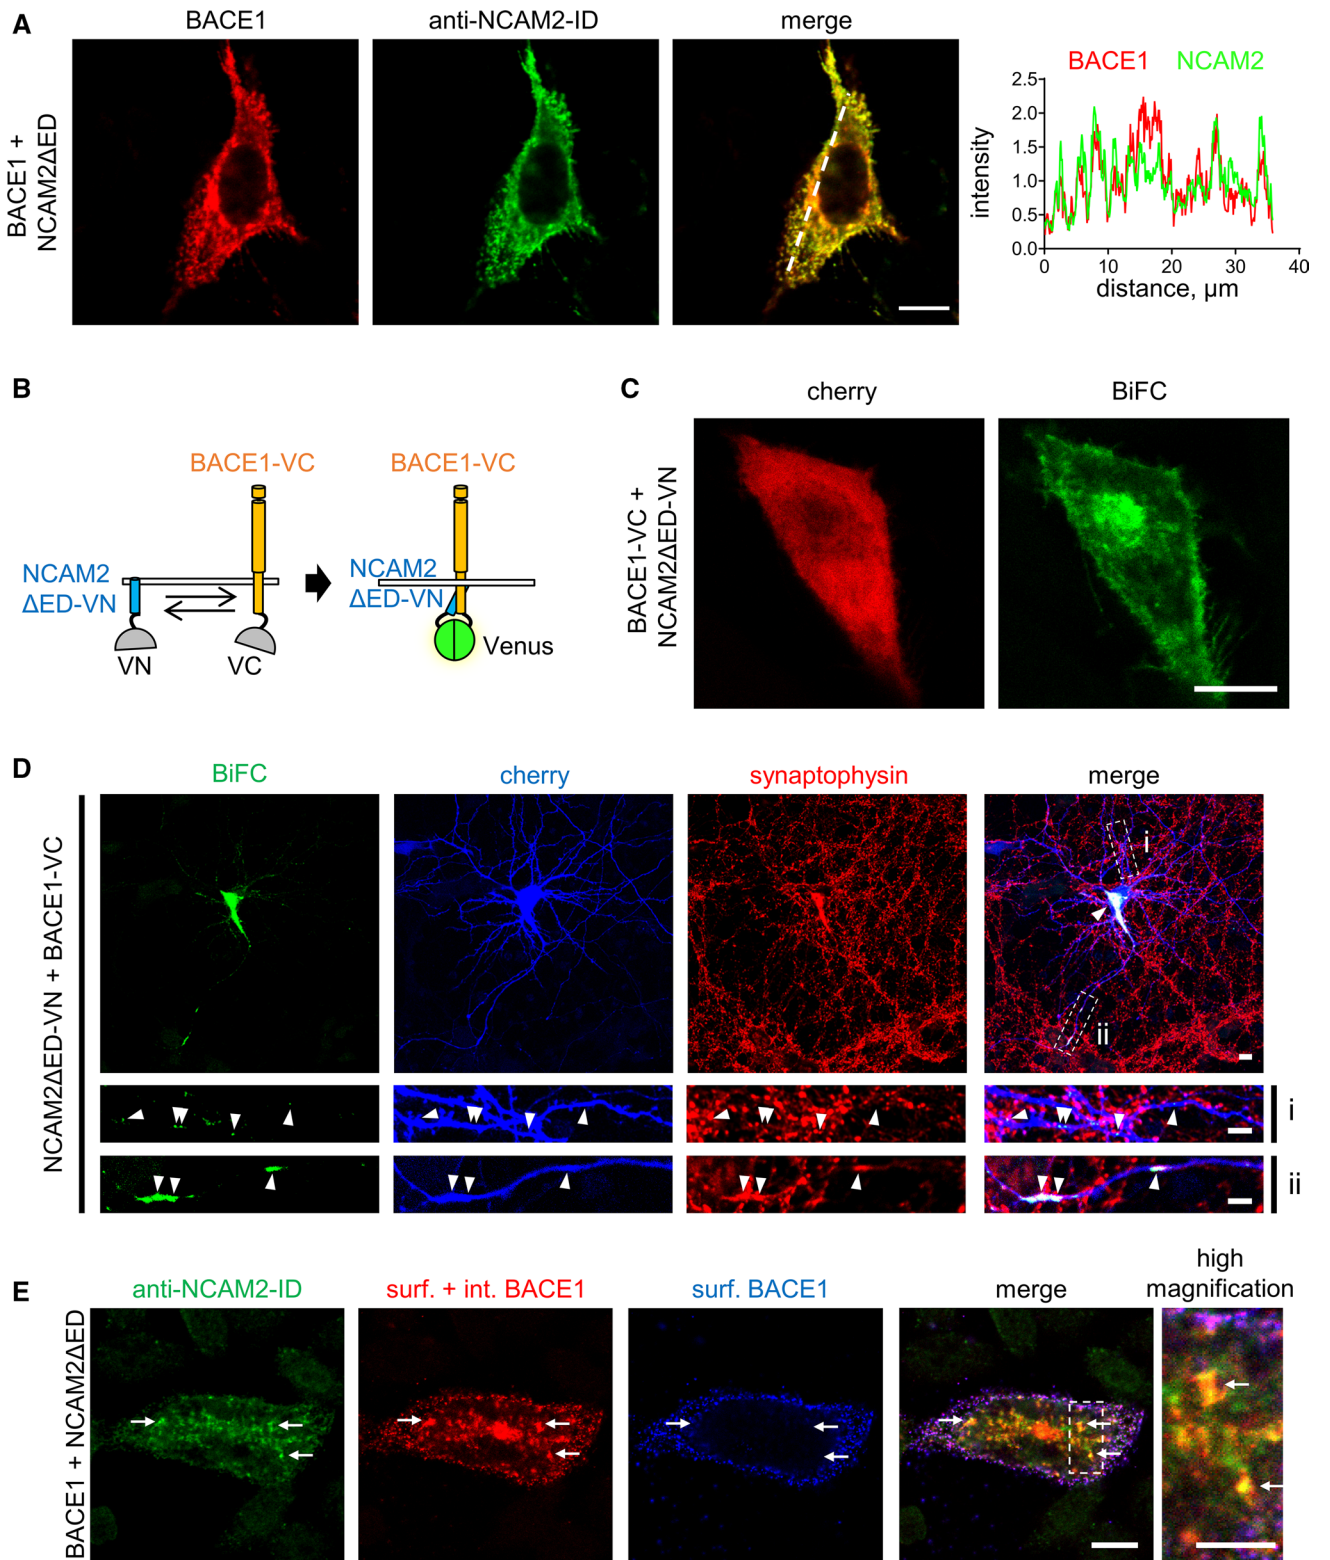 A
BACE1
anti-NCAM2-ID
merge
BACE1 +
NCAM2ΔED
BACE1
NCAM2
intensity
2.5
2.0
1.5
1.0
0.5
0.0
0
10
20
30
40
distance, µm
B
BACE1-VC
BACE1-VC
NCAM2
ΔED-VN
NCAM2
ΔED-VN
VN
VC
Venus
C
cherry
BiFC
BACE1-VC +
NCAM2ΔED-VN
D
BiFC
cherry
synaptophysin
merge
NCAM2ΔED-VN + BACE1-VC
i
ii
i
ii
E
anti-NCAM2-ID
surf. + int. BACE1
surf. BACE1
merge
high
magnification
BACE1 + NCAM2ΔED